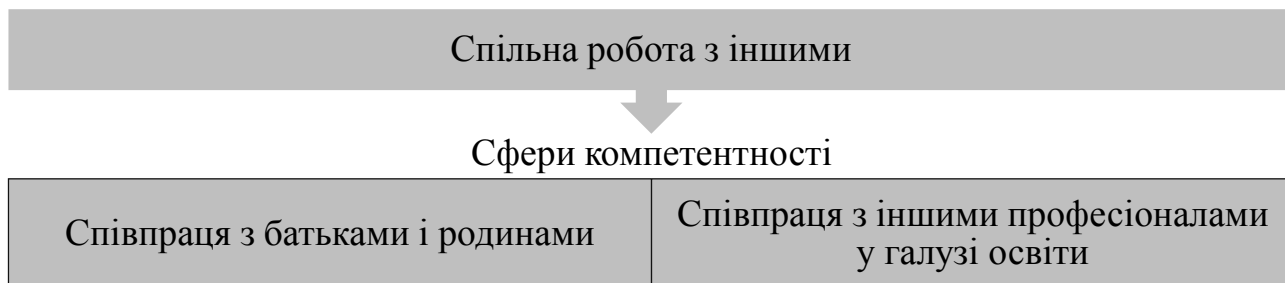 Спільна робота з іншими
Сфери компетентності
Співпраця з батьками і родинами
Співпраця з іншими професіоналами
у галузі освіти